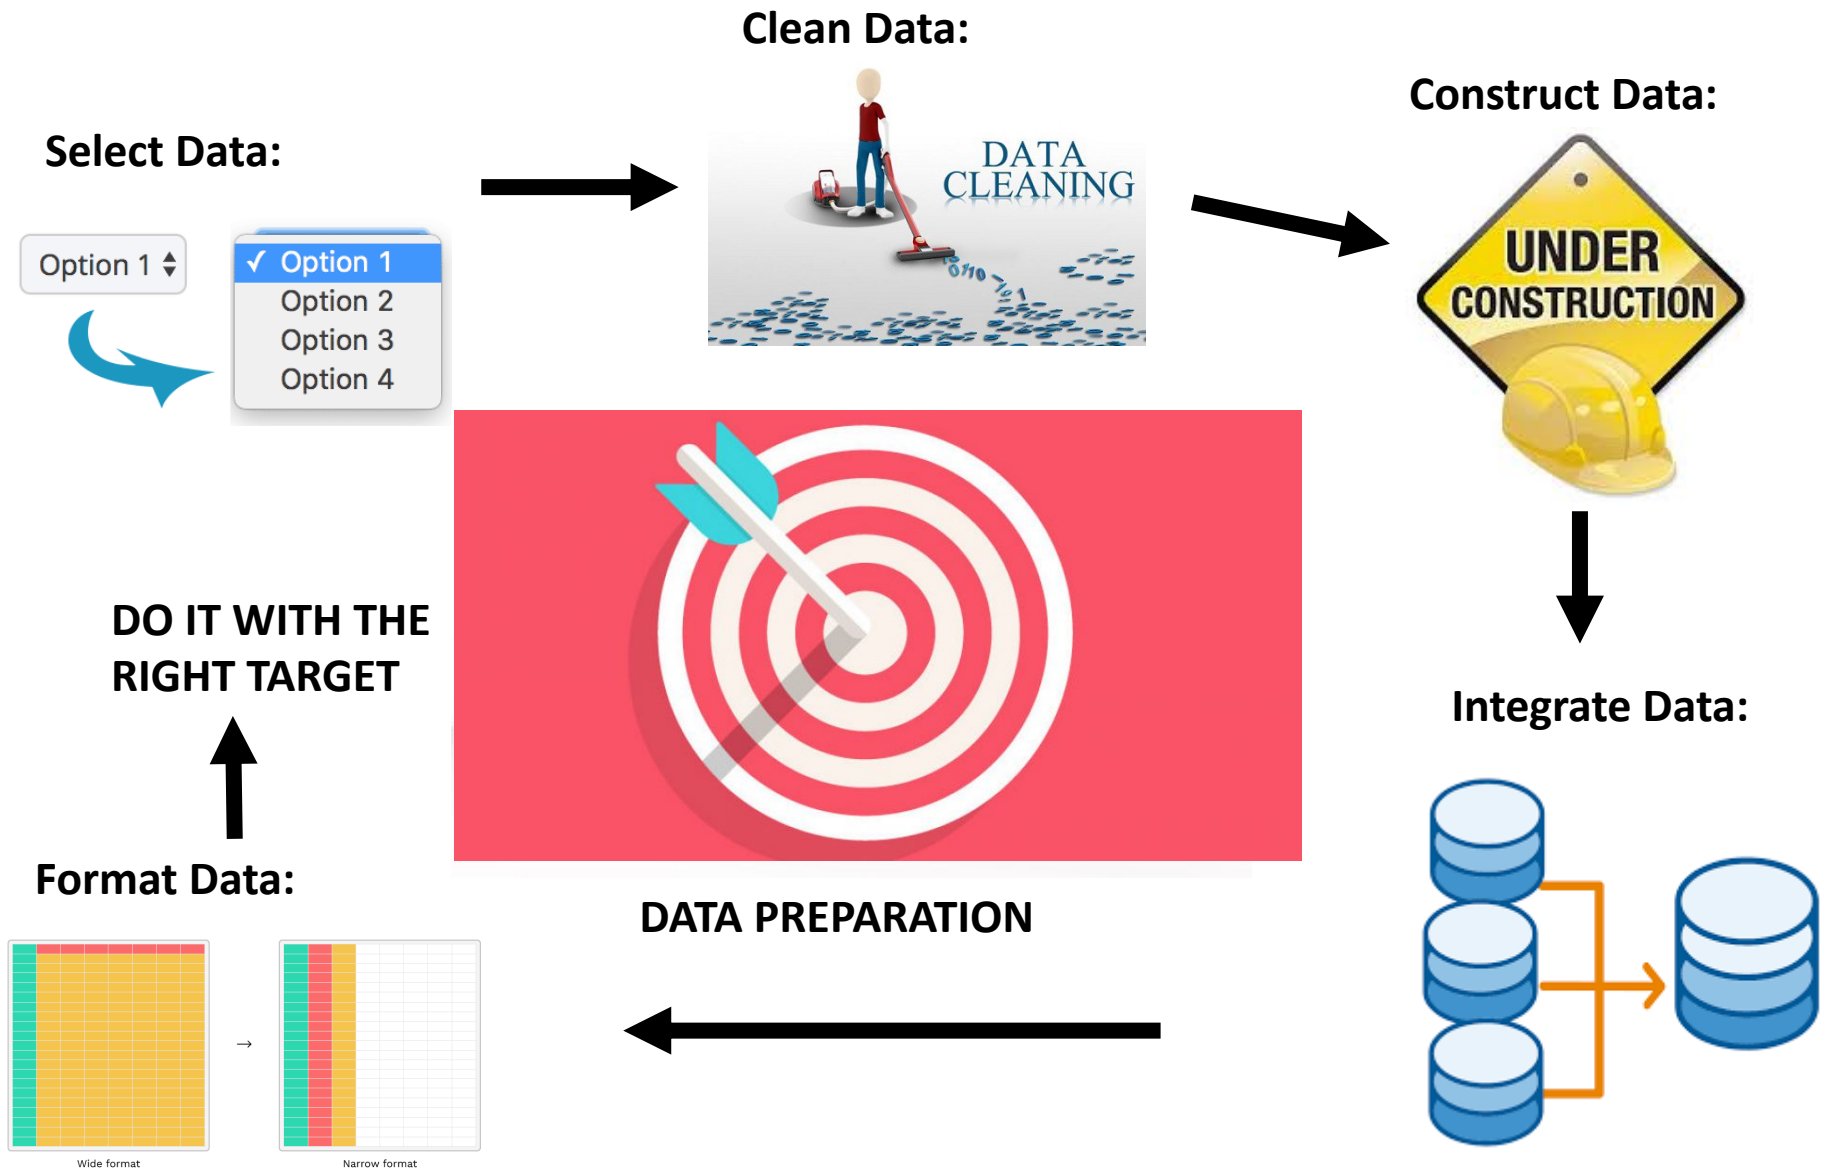 Clean Data:
Construct Data:
Select Data:
DATA
CLEANING
Option 1
✓ Option 1
Option 2
Option 3
Option 4
UNDER
CONSTRUCTION
DO IT WITH THE
RIGHT TARGET
Integrate Data:
Format Data:
DATA PREPARATION
Wide format
Narrow format